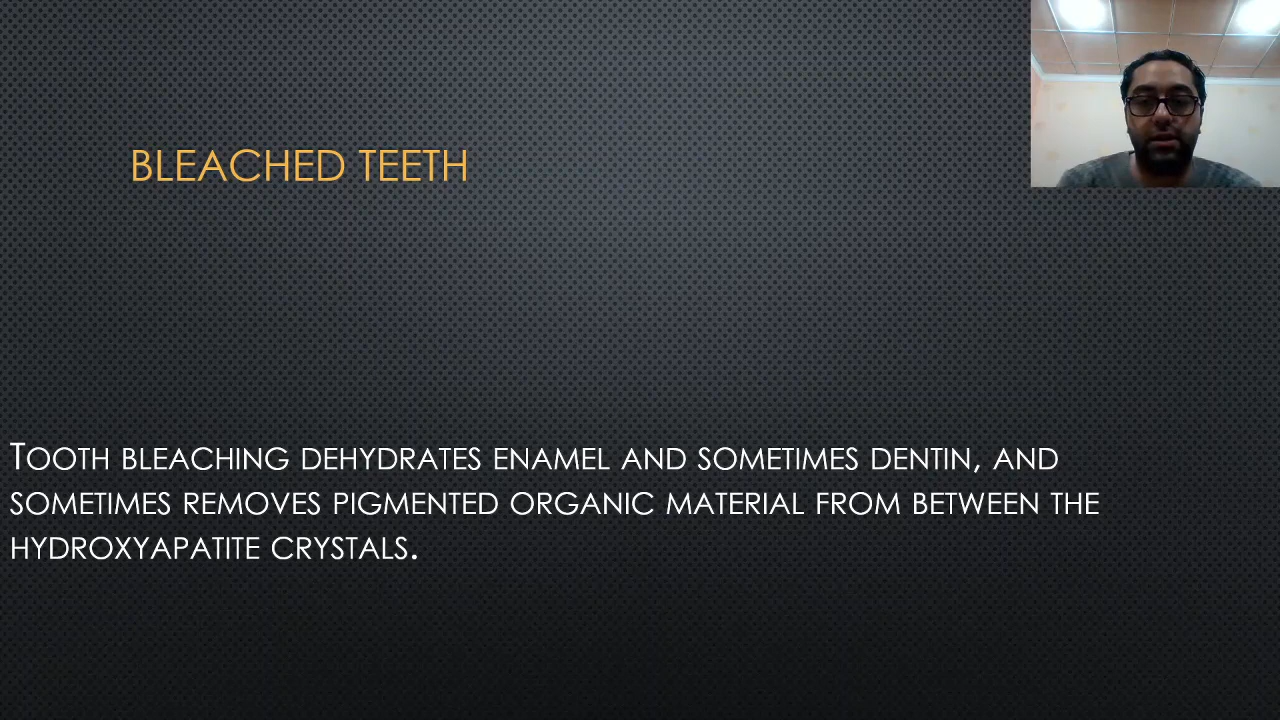 BLEACHED TEETH
TOOTH BLEACHING DEHYDRATES ENAMEL AND SOMETIMES DENTIN, AND
SOMETIMES REMOVES PIGMENTED ORGANIC MATERIAL FROM BETWEEN THE
HYDROXYAPATITE CRYSTALS.